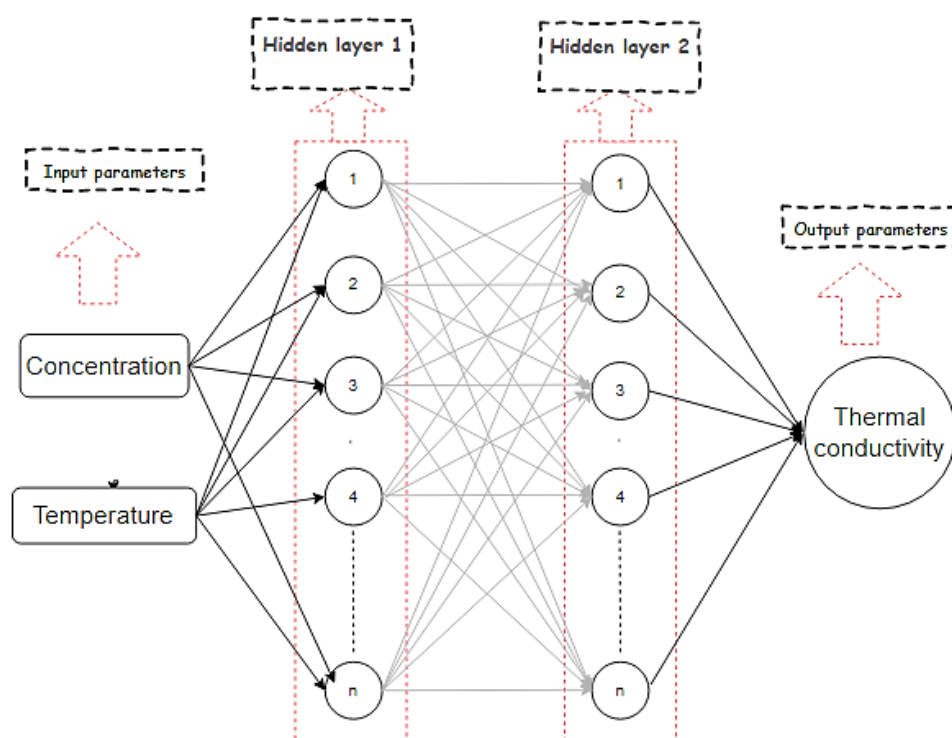 Hidden layer 1
Hidden layer 2
Input parameters
Output parameters
Concentration
Temperature
1
2
3
4
n
1
2
3
4
n
Thermal
conductivity